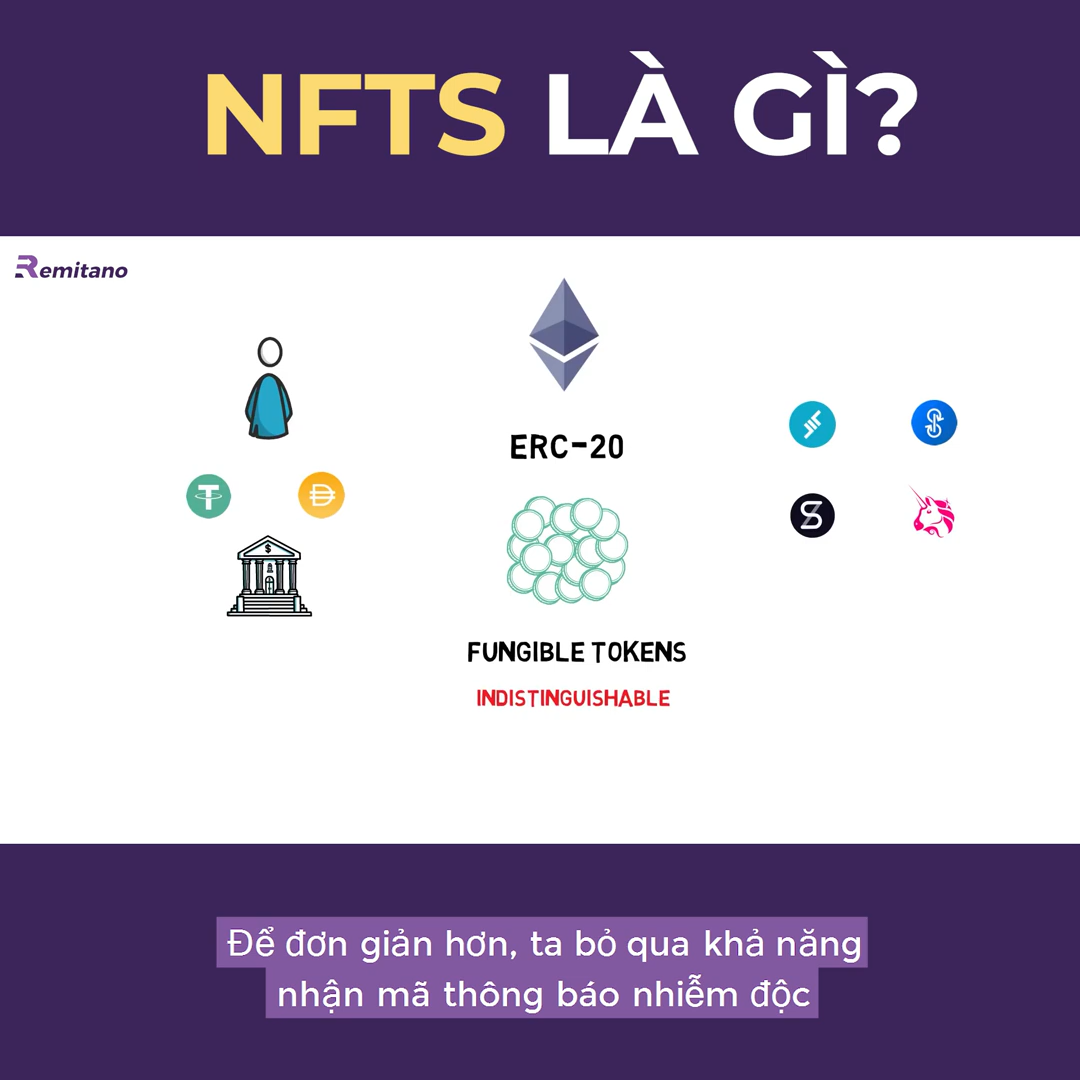 NFTS LÀ GÌ?
Remitano
ERC-20
FUNGIBLE TOKENS
INDISTINGUISHABLE
Để đơn giản hơn, ta bỏ qua khả năng
nhận mã thông báo nhiễm độc